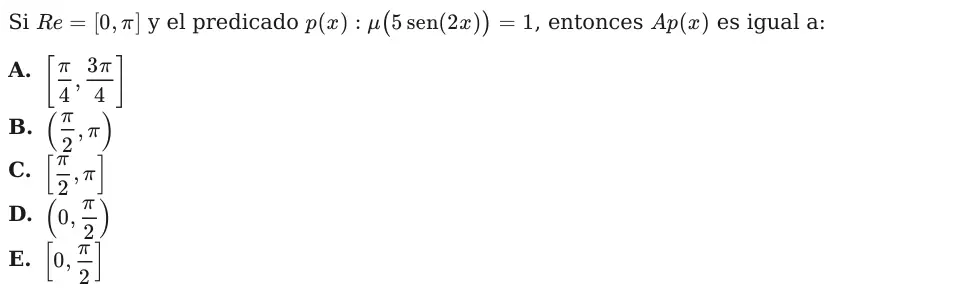 Si Re = [0, π] y el predicado p(x) : μ(5 sen(2x)) = 1, entonces Ap(x) es igual a:
A. [π/4, 3π/4]
B. (π/2, π)
C. [π/2, π]
D. (0, π/2)
E. [0, π/2]